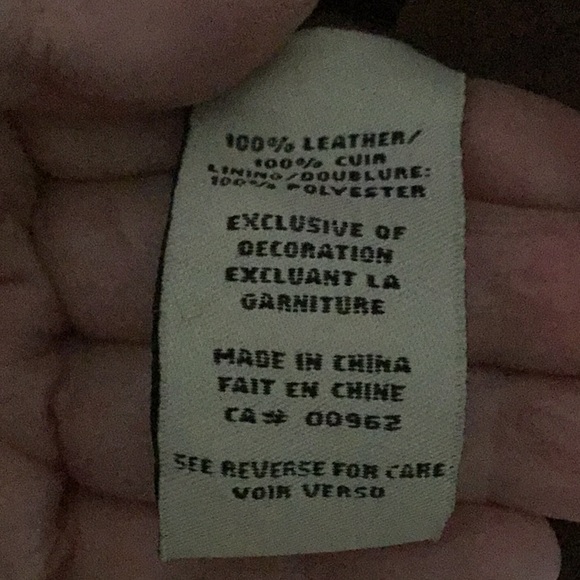 100% LEATHER/
100% CUIR
LINING/DOUBLURE:
100% POLYESTER
EXCLUSIVE OF
DECORATION
EXCLUANT LA
GARNITURE
MADE IN CHINA
FAIT EN CHINE
CA# 00962
SEE REVERSE FOR CARE
VOIR VERSO